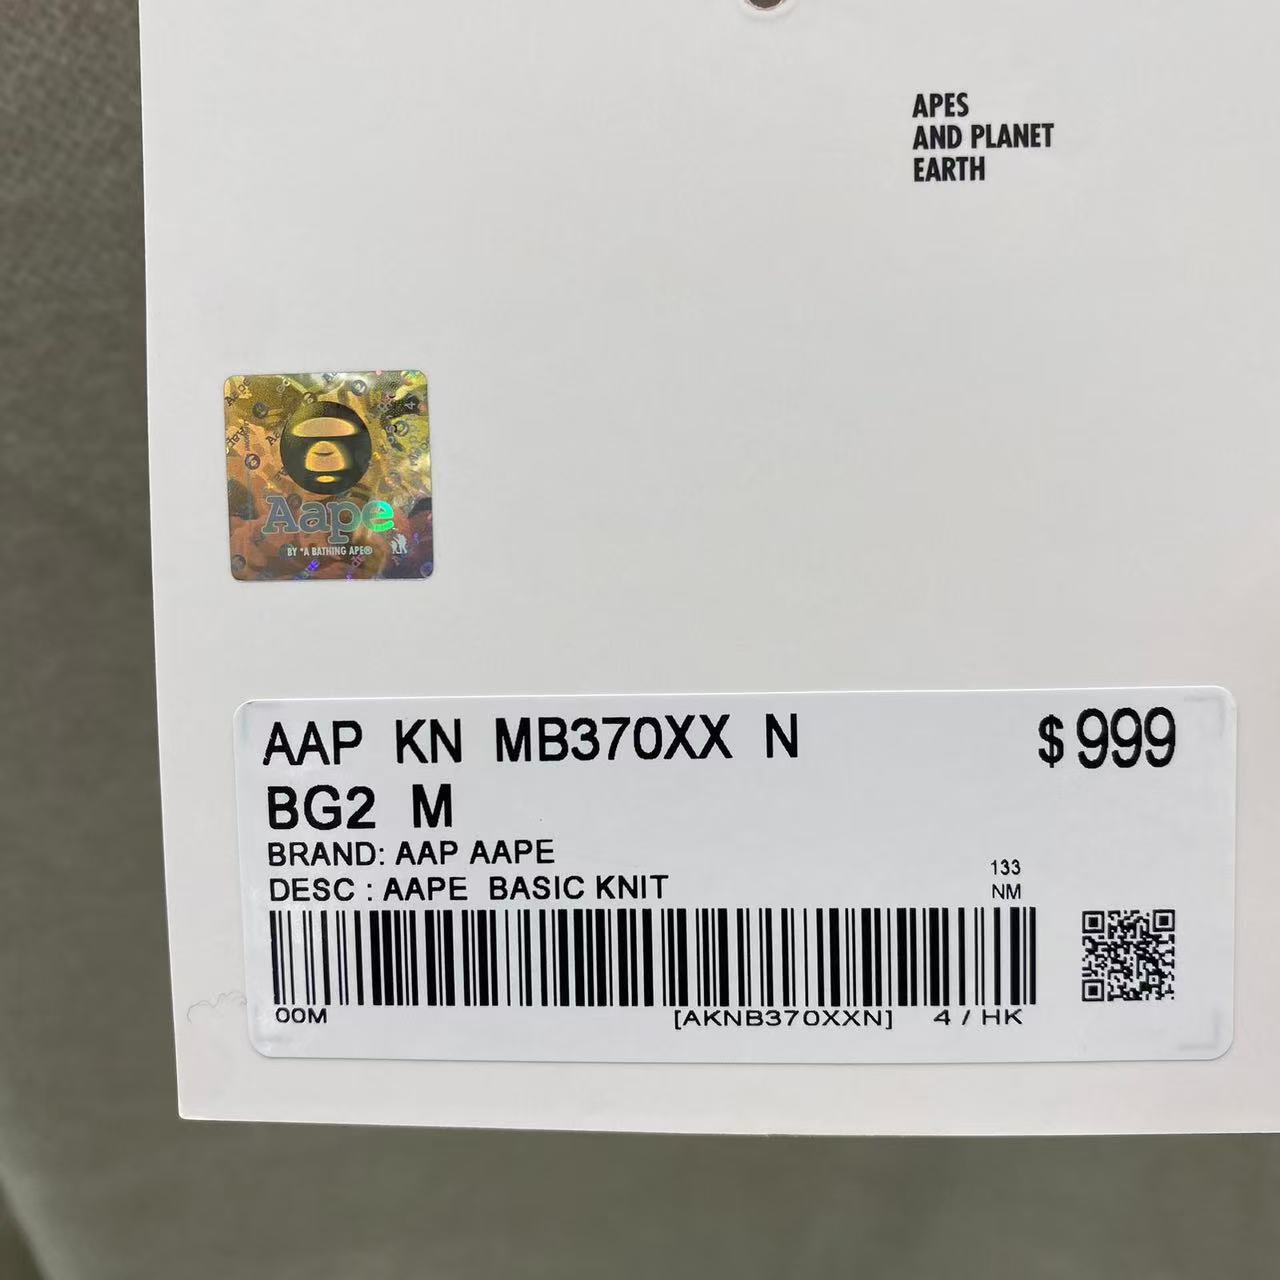 APES
AND PLANET
EARTH
Aape
BY *A BATHING APE®
AAP KN MB370XX N
$999
BG2 M
BRAND: AAP AAPE
133
DESC : AAPE BASIC KNIT
NM
00M
[AKNB370XXN]
4 / HK